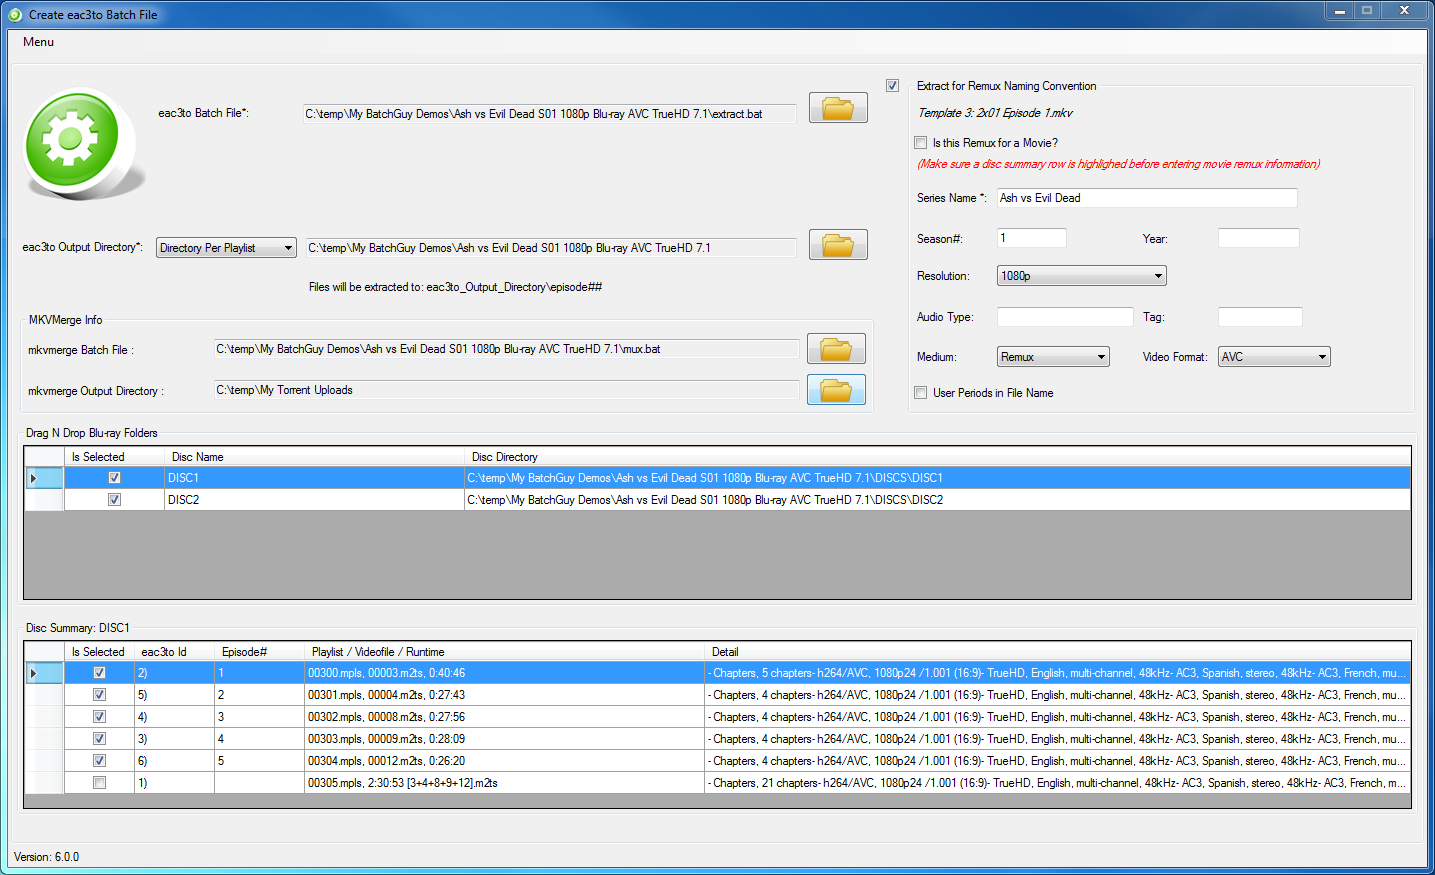 Create eac3to Batch File
Menu
eac3to Batch File*: C:\temp\My BatchGuy Demos\Ash vs Evil Dead S01 1080p Blu-ray AVC TrueHD 7.1\extract.bat
eac3to Output Directory*: Directory Per Playlist C:\temp\My BatchGuy Demos\Ash vs Evil Dead S01 1080p Blu-ray AVC TrueHD 7.1
Files will be extracted to: eac3to_Output_Directory\episode##
MKVMerge Info
mkvmerge Batch File : C:\temp\My BatchGuy Demos\Ash vs Evil Dead S01 1080p Blu-ray AVC TrueHD 7.1\mux.bat
mkvmerge Output Directory : C:\temp\My Torrent Uploads
Extract for Remux Naming Convention
Template 3: 2x01 Episode 1.mkv
Is this Remux for a Movie?
(Make sure a disc summary row is highlighed before entering movie remux information)
Series Name *: Ash vs Evil Dead
Season#: 1 Year:
Resolution: 1080p
Audio Type: Tag:
Medium: Remux Video Format: AVC
User Periods in File Name
Drag N Drop Blu-ray Folders
Is Selected Disc Name Disc Directory
DISC1 C:\temp\My BatchGuy Demos\Ash vs Evil Dead S01 1080p Blu-ray AVC TrueHD 7.1\DISCS\DISC1
DISC2 C:\temp\My BatchGuy Demos\Ash vs Evil Dead S01 1080p Blu-ray AVC TrueHD 7.1\DISCS\DISC2
Disc Summary: DISC1
Is Selected eac3to Id Episode# Playlist / Videofile / Runtime Detail
2) 1 00300.mpls, 00003.m2ts, 0:40:46 - Chapters, 5 chapters- h264/AVC, 1080p24 /1.001 (16:9)- TrueHD, English, multi-channel, 48kHz- AC3, Spanish, stereo, 48kHz- AC3, French, mu...
5) 2 00301.mpls, 00004.m2ts, 0:27:43 - Chapters, 4 chapters- h264/AVC, 1080p24 /1.001 (16:9)- TrueHD, English, multi-channel, 48kHz- AC3, Spanish, stereo, 48kHz- AC3, French, mu...
4) 3 00302.mpls, 00008.m2ts, 0:27:56 - Chapters, 4 chapters- h264/AVC, 1080p24 /1.001 (16:9)- TrueHD, English, multi-channel, 48kHz- AC3, Spanish, stereo, 48kHz- AC3, French, mu...
3) 4 00303.mpls, 00009.m2ts, 0:28:09 - Chapters, 4 chapters- h264/AVC, 1080p24 /1.001 (16:9)- TrueHD, English, multi-channel, 48kHz- AC3, Spanish, stereo, 48kHz- AC3, French, mu...
6) 5 00304.mpls, 00012.m2ts, 0:26:20 - Chapters, 4 chapters- h264/AVC, 1080p24 /1.001 (16:9)- TrueHD, English, multi-channel, 48kHz- AC3, Spanish, stereo, 48kHz- AC3, French, mu...
1) 00305.mpls, 2:30:53 [3+4+8+9+12].m2ts - Chapters, 21 chapters- h264/AVC, 1080p24 /1.001 (16:9)- TrueHD, English, multi-channel, 48kHz- AC3, Spanish, stereo, 48kHz- AC3, French, m...
Version: 6.0.0